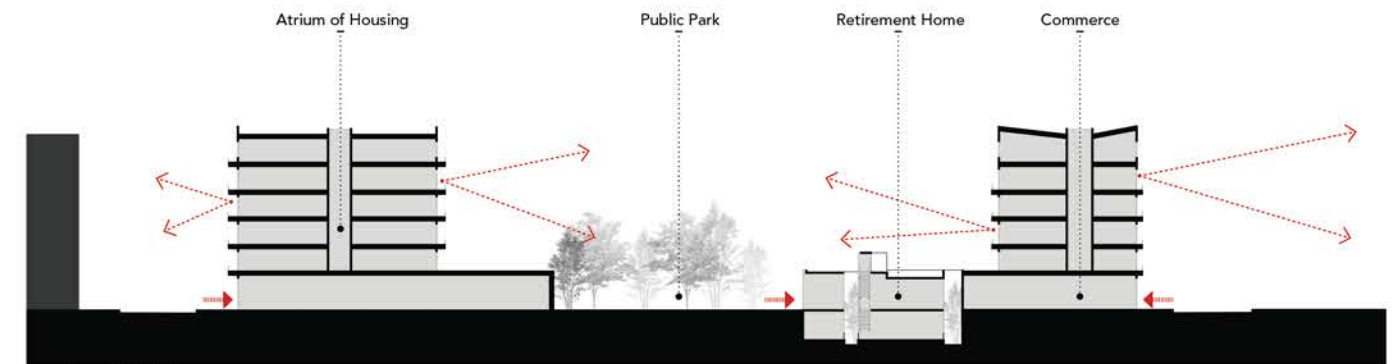 Atrium of Housing
Public Park
Retirement Home
Commerce